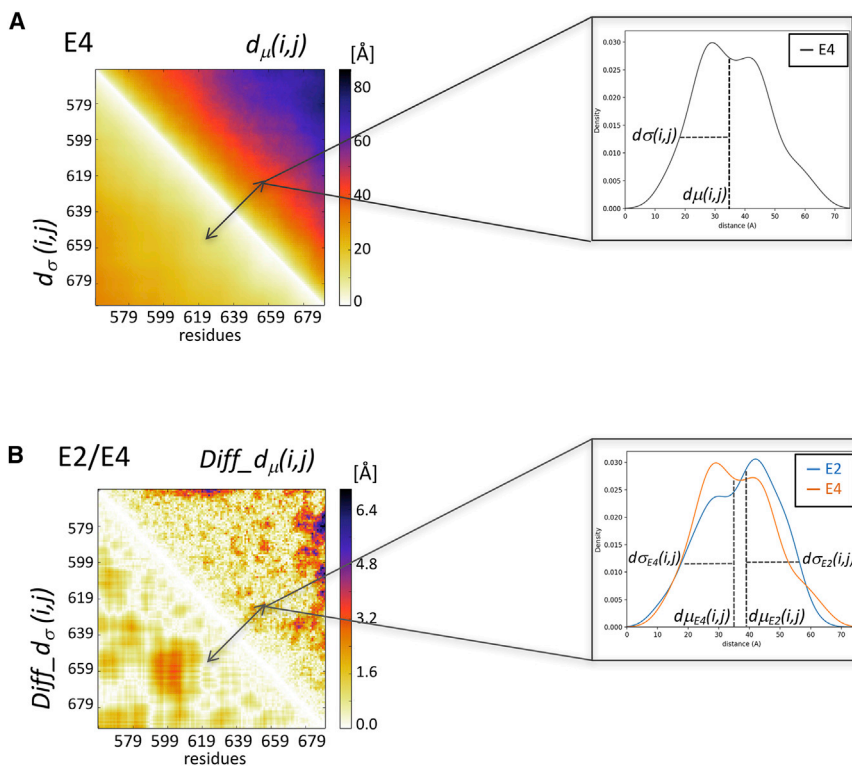 A
E4
dμ(i,j)
[Å]
579
599
619
639
659
679
dσ (i,j)
80
60
40
20
0
579 599 619 639 659 679
residues
E4
0.030
0.025
0.020
0.015
0.010
0.005
0.000
Density
dσ(i,j)
dμ(i,j)
0 10 20 30 40 50 60 70
distance (A)
B
E2/E4
Diff_dμ(i,j)
[Å]
579
599
619
639
659
679
Diff_dσ (i,j)
6.4
4.8
3.2
1.6
0.0
579 599 619 639 659 679
residues
E2
E4
0.030
0.025
0.020
0.015
0.010
0.005
0.000
Density
dσE4(i,j)
dσE2(i,j)
dμE4(i,j) dμE2(i,j)
0 10 20 30 40 50 60 70
distance (A)